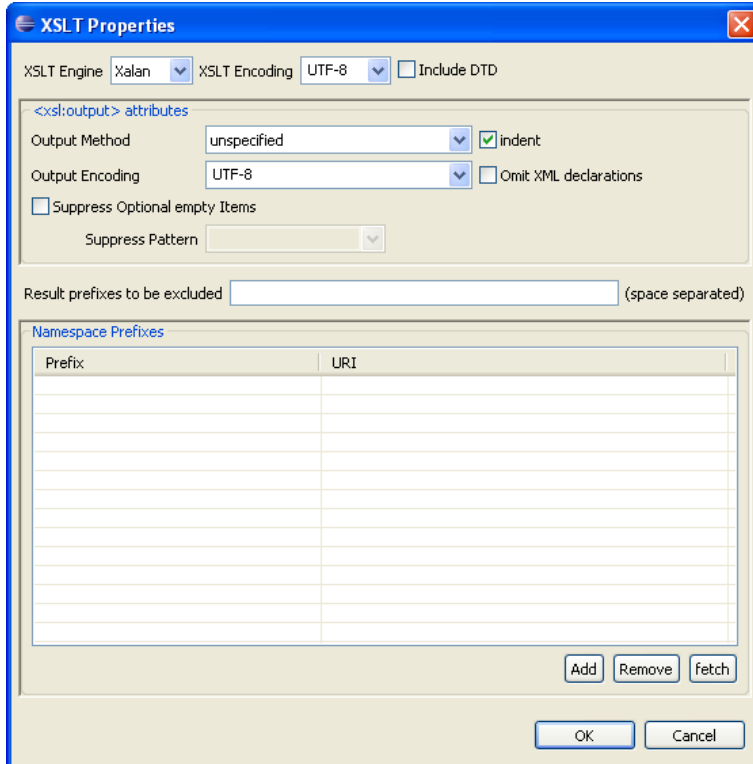 XSLT Properties
XSLT Engine Xalan XSLT Encoding UTF-8 Include DTD
<xsl:output> attributes
Output Method unspecified indent
Output Encoding UTF-8 Omit XML declarations
Suppress Optional empty Items
Suppress Pattern
Result prefixes to be excluded (space separated)
Namespace Prefixes
Prefix URI
Add Remove fetch
OK Cancel